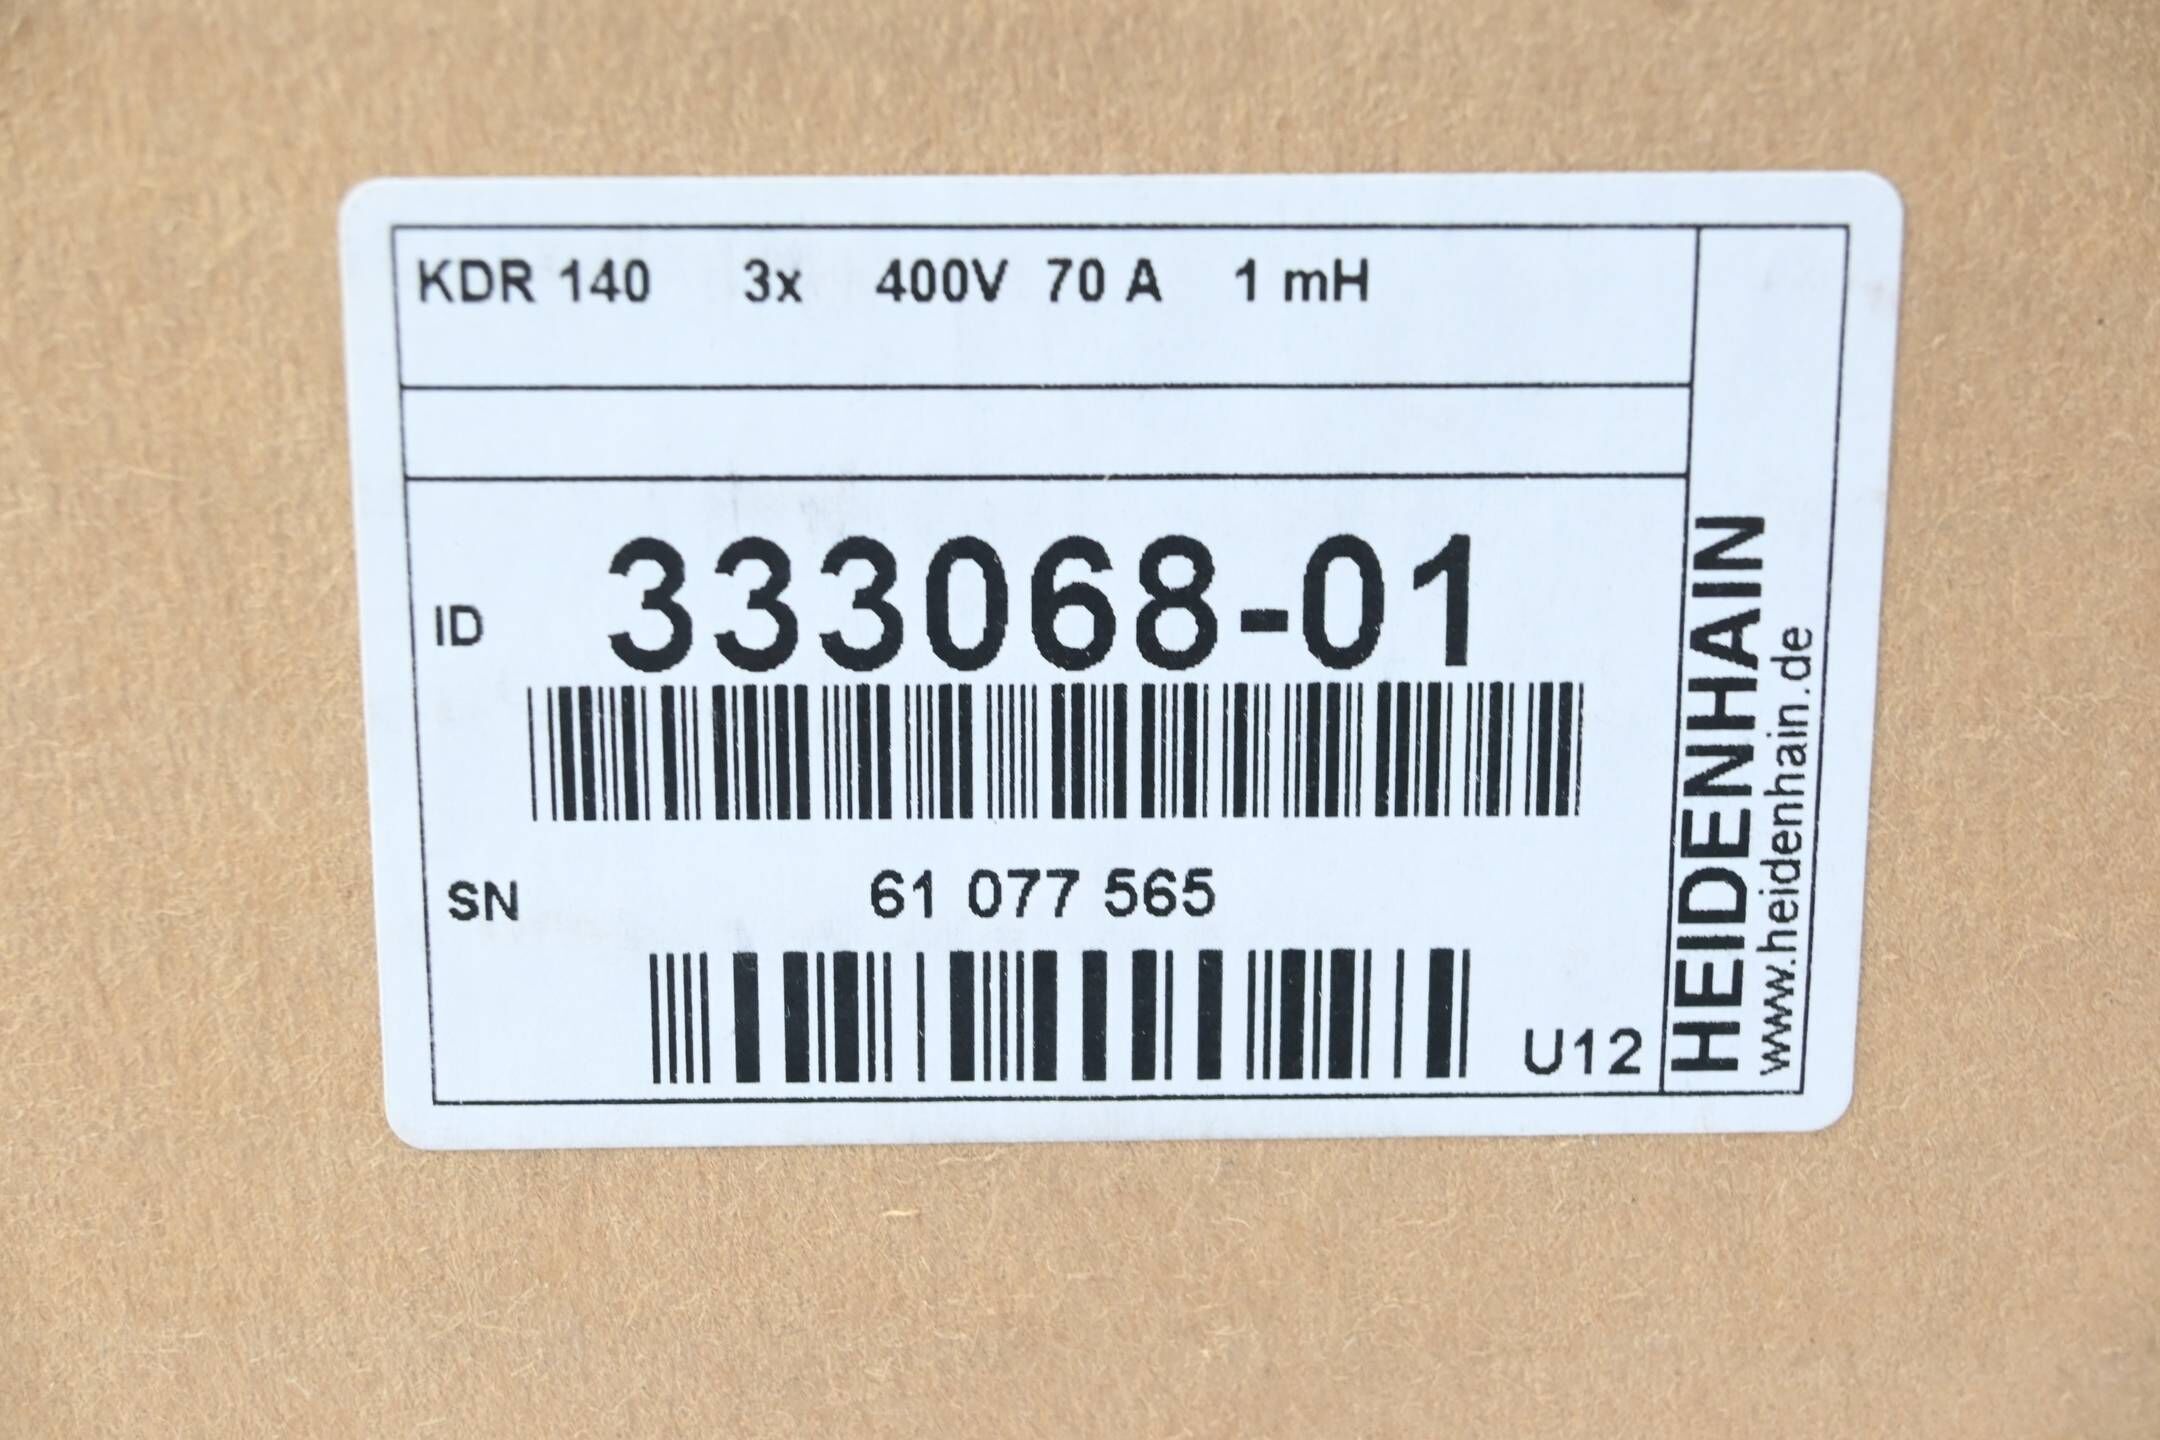 KDR 140 3x 400V 70 A 1 mH
ID 333068-01
SN 61 077 565
U12
HEIDENHAIN
www.heidenhain.de